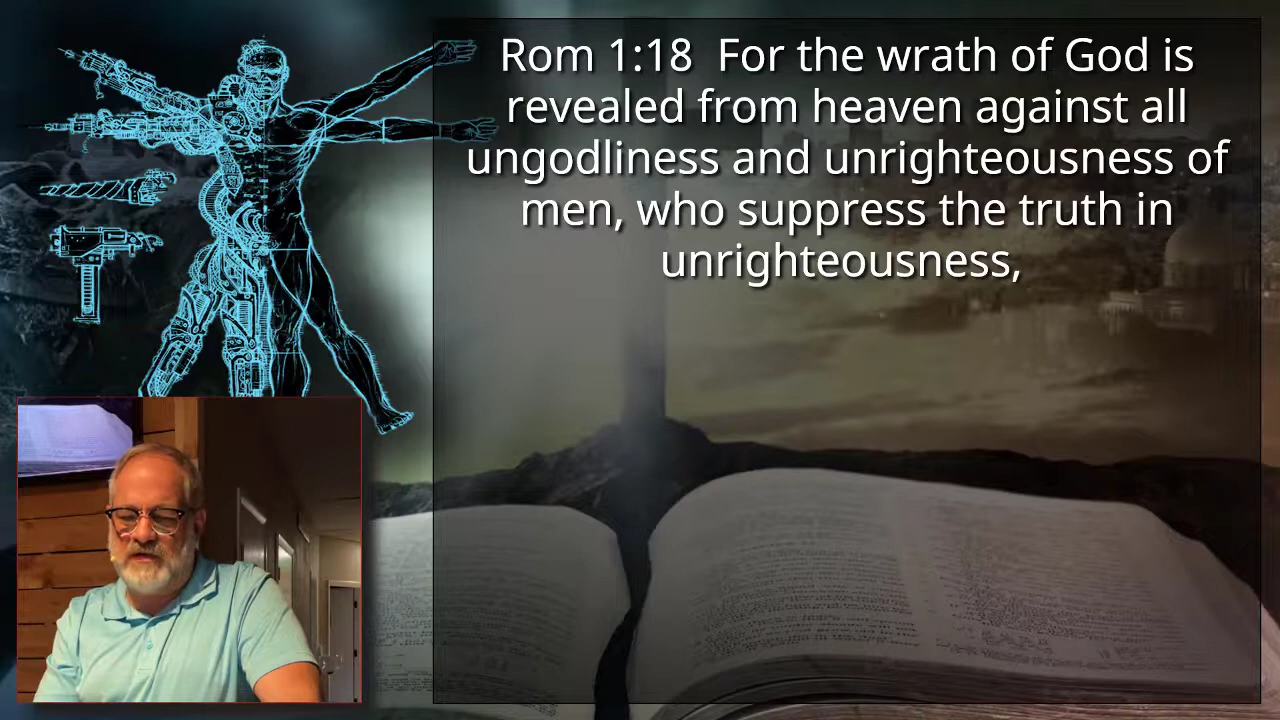 Rom 1:18  For the wrath of God is
revealed from heaven against all
ungodliness and unrighteousness of
men, who suppress the truth in
unrighteousness,